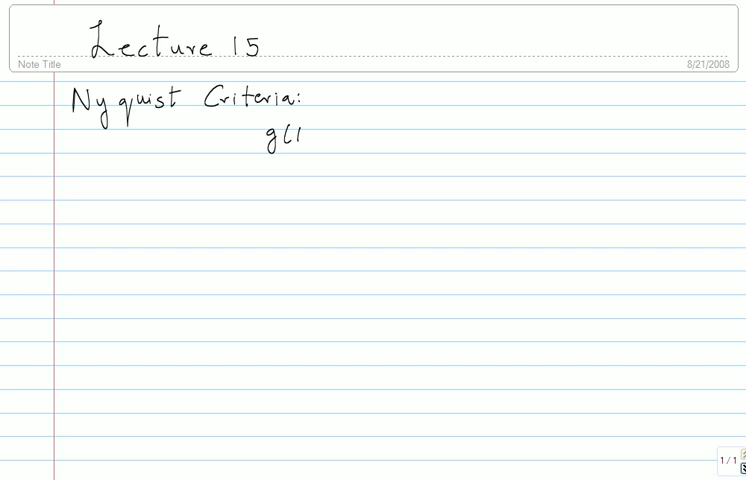 Lecture 15
Note Title
8/21/2008
Nyquist Criteria:
g(
1 / 1